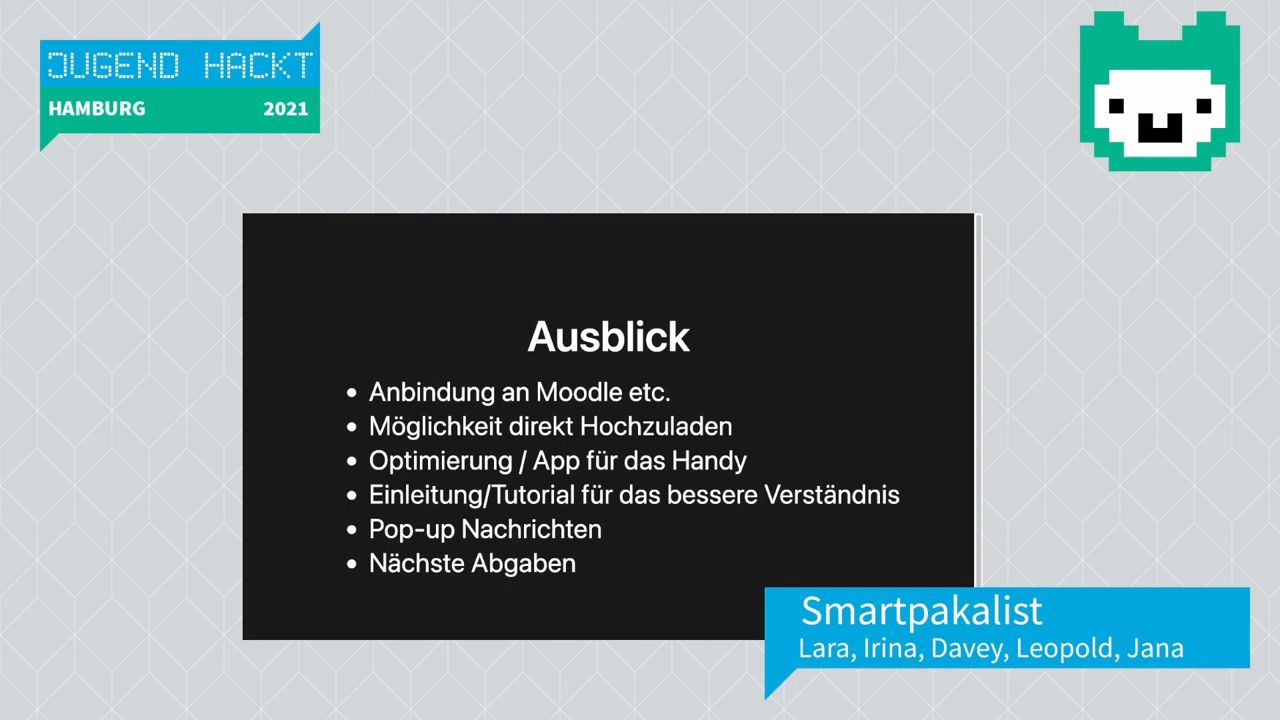 JUGEND HACKT
HAMBURG 2021
Ausblick
• Anbindung an Moodle etc.
• Möglichkeit direkt Hochzuladen
• Optimierung / App für das Handy
• Einleitung/Tutorial für das bessere Verständnis
• Pop-up Nachrichten
• Nächste Abgaben
Smartpakalist
Lara, Irina, Davey, Leopold, Jana